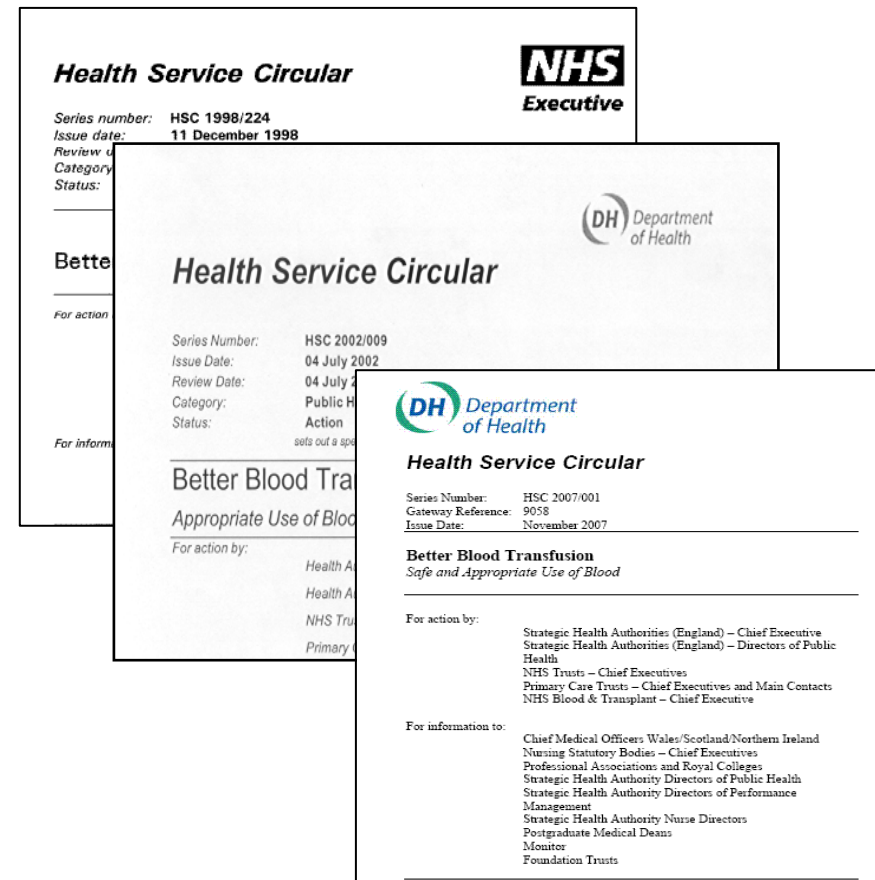 Health Service Circular
NHS
Executive
Series number: HSC 1998/224
Issue date: 11 December 1998
Review
Category
Status:
Bette
For action
For inform
DH Department
of Health
Health Service Circular
Series Number: HSC 2002/009
Issue Date: 04 July 2002
Review Date: 04 July 2
Category: Public H
Status: Action
sets out a spe
Better Blood Tra
Appropriate Use of Bloo
For action by:
Health A
Health A
NHS Tru
Primary
DH Department
of Health
Health Service Circular
Series Number: HSC 2007/001
Gateway Reference: 9058
Issue Date: November 2007
Better Blood Transfusion
Safe and Appropriate Use of Blood
For action by:
Strategic Health Authorities (England) – Chief Executive
Strategic Health Authorities (England) – Directors of Public
Health
NHS Trusts – Chief Executives
Primary Care Trusts – Chief Executives and Main Contacts
NHS Blood & Transplant – Chief Executive
For information to:
Chief Medical Officers Wales/Scotland/Northern Ireland
Nursing Statutory Bodies – Chief Executives
Professional Associations and Royal Colleges
Strategic Health Authority Directors of Public Health
Strategic Health Authority Directors of Performance
Management
Strategic Health Authority Nurse Directors
Postgraduate Medical Deans
Monitor
Foundation Trusts